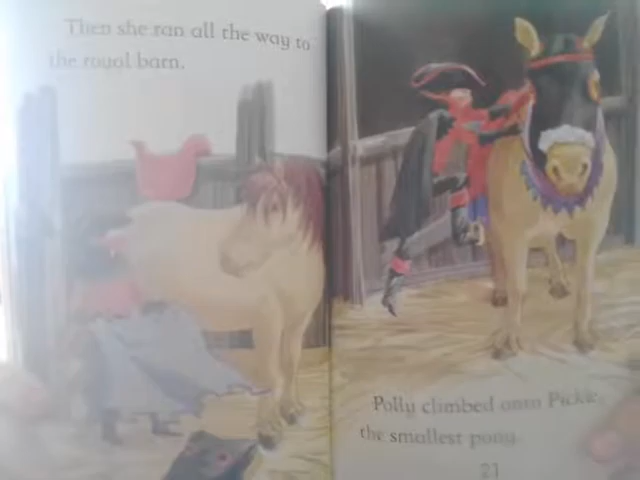 Then she ran all the way to
the royal barn.
Polly climbed onto Pickle,
the smallest pony.
21